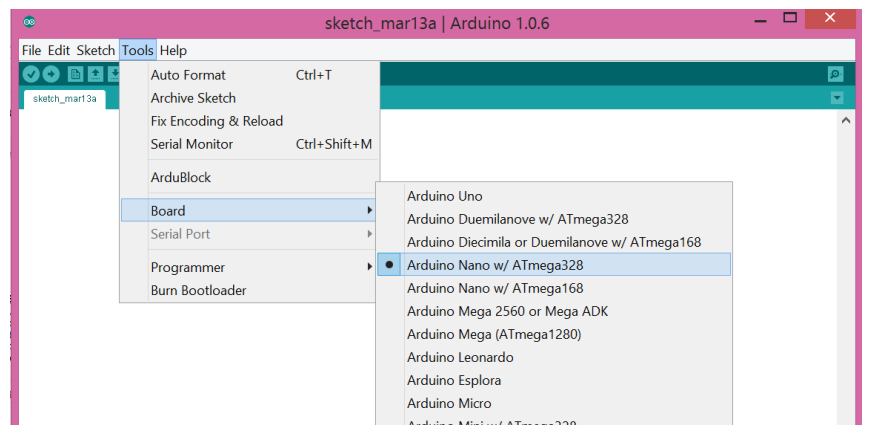 sketch_mar13a | Arduino 1.0.6
File Edit Sketch Tools Help
sketch_mar13a
Auto Format Ctrl+T
Archive Sketch
Fix Encoding & Reload
Serial Monitor Ctrl+Shift+M
ArduBlock
Board
Serial Port
Programmer
Burn Bootloader
Arduino Uno
Arduino Duemilanove w/ ATmega328
Arduino Diecimila or Duemilanove w/ ATmega168
Arduino Nano w/ ATmega328
Arduino Nano w/ ATmega168
Arduino Mega 2560 or Mega ADK
Arduino Mega (ATmega1280)
Arduino Leonardo
Arduino Esplora
Arduino Micro
Arduino Mini w/ ATmega328